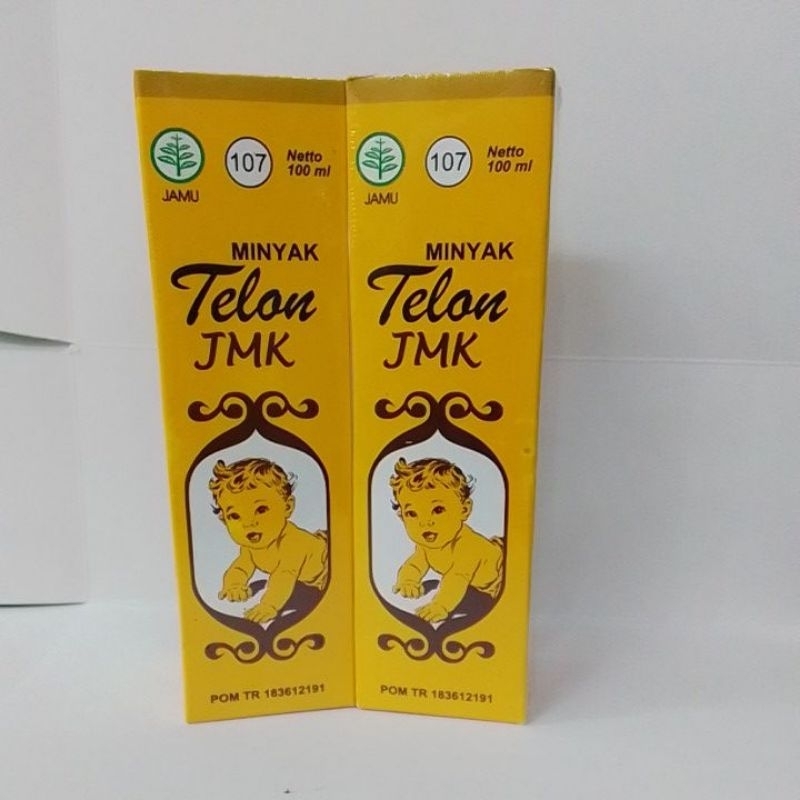 JAMU
107
Netto
100 ml
MINYAK
Telon
JMK
POM TR 183612191
JAMU
107
Netto
100 ml
MINYAK
Telon
JMK
POM TR 183612191